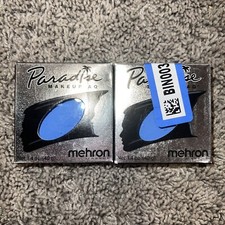 Paradise
MAKEUP AQ
mehron
Paradise
MAKEUP AQ
mehron
BIN003